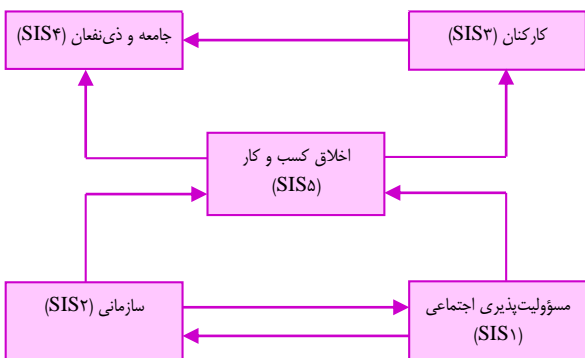 کارکنان (SIS۳)
جامعه و ذی‌نفعان (SIS۴)
اخلاق کسب و کار
(SIS۵)
مسؤولیت‌پذیری اجتماعی
(SIS۱)
سازمانی (SIS۲)